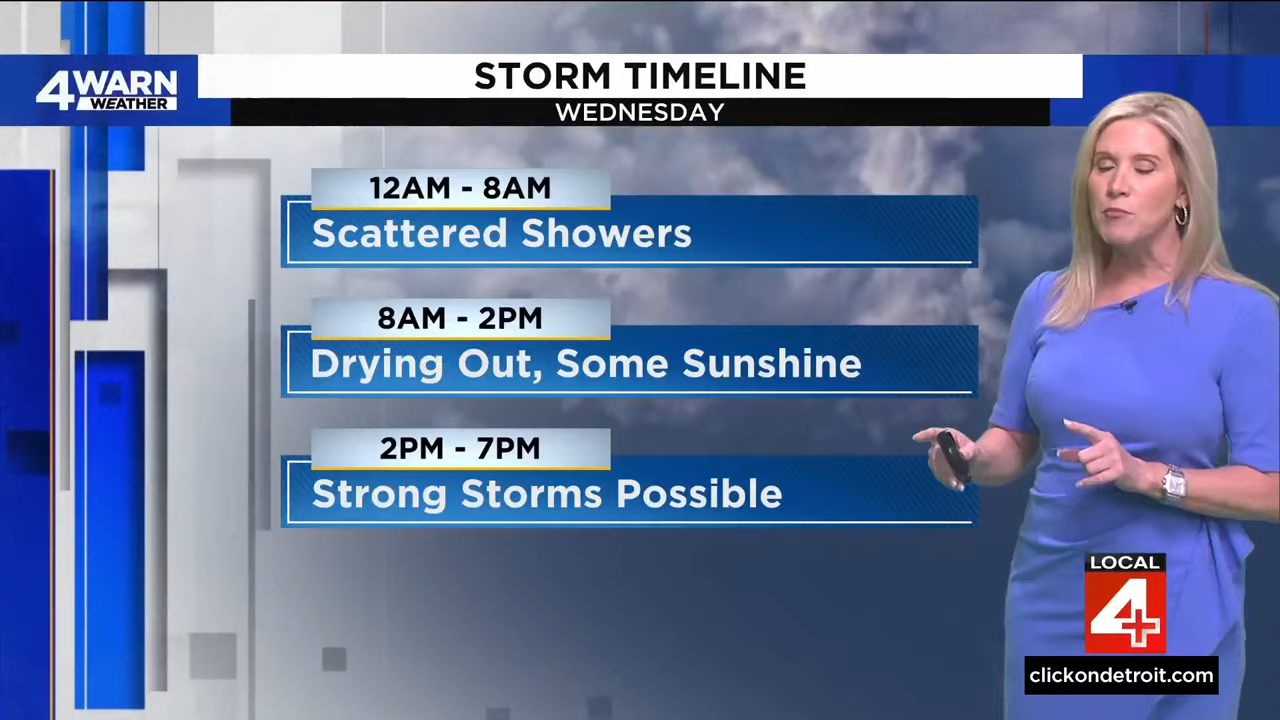 4WARN
WEATHER
STORM TIMELINE
WEDNESDAY
12AM - 8AM
Scattered Showers
8AM - 2PM
Drying Out, Some Sunshine
2PM - 7PM
Strong Storms Possible
LOCAL
4+
clickondetroit.com